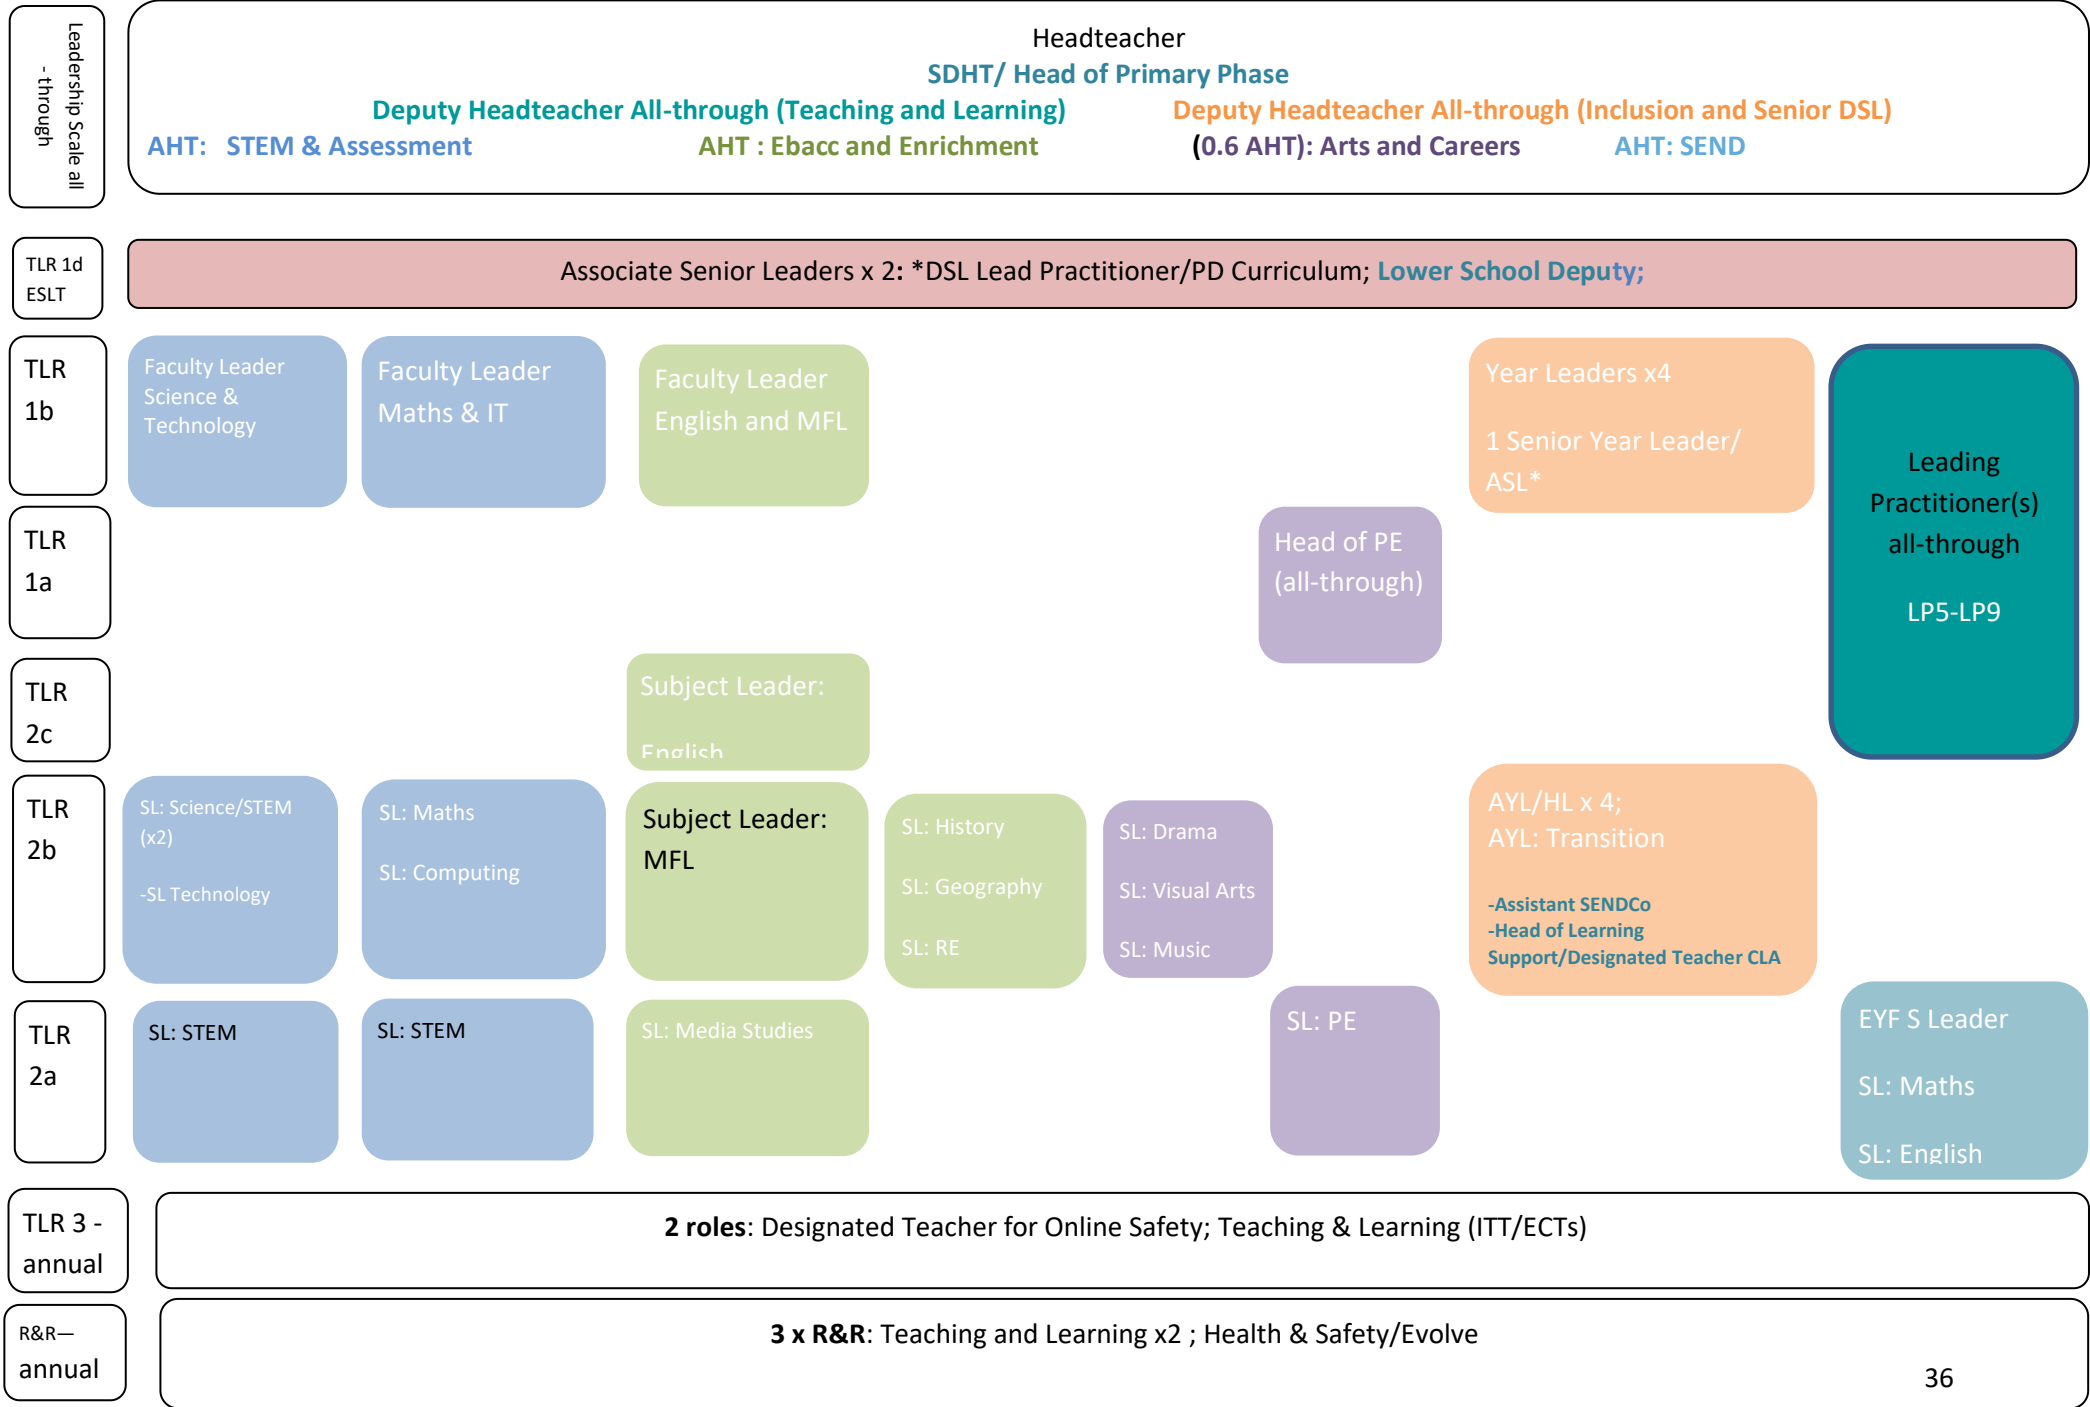 Leadership Scale all
- through
Headteacher
SDHT/ Head of Primary Phase
Deputy Headteacher All-through (Teaching and Learning) Deputy Headteacher All-through (Inclusion and Senior DSL)
AHT: STEM & Assessment AHT : Ebacc and Enrichment (0.6 AHT): Arts and Careers AHT: SEND
TLR 1d
ESLT
Associate Senior Leaders x 2: *DSL Lead Practitioner/PD Curriculum; Lower School Deputy;
TLR
1b
Faculty Leader
Science &
Technology
Faculty Leader
Maths & IT
Faculty Leader
English and MFL
Year Leaders x4
1 Senior Year Leader/
ASL*
Leading
Practitioner(s)
all-through
LP5-LP9
TLR
1a
Head of PE
(all-through)
TLR
2c
Subject Leader:
English
TLR
2b
SL: Science/STEM
(x2)
-SL Technology
SL: Maths
SL: Computing
Subject Leader:
MFL
SL: History
SL: Geography
SL: RE
SL: Drama
SL: Visual Arts
SL: Music
AYL/HL x 4;
AYL: Transition
-Assistant SENDCo
-Head of Learning
Support/Designated Teacher CLA
TLR
2a
SL: STEM
SL: STEM
SL: Media Studies
SL: PE
EYF S Leader
SL: Maths
SL: English
TLR 3 -
annual
2 roles: Designated Teacher for Online Safety; Teaching & Learning (ITT/ECTs)
R&R—
annual
3 x R&R: Teaching and Learning x2 ; Health & Safety/Evolve
36